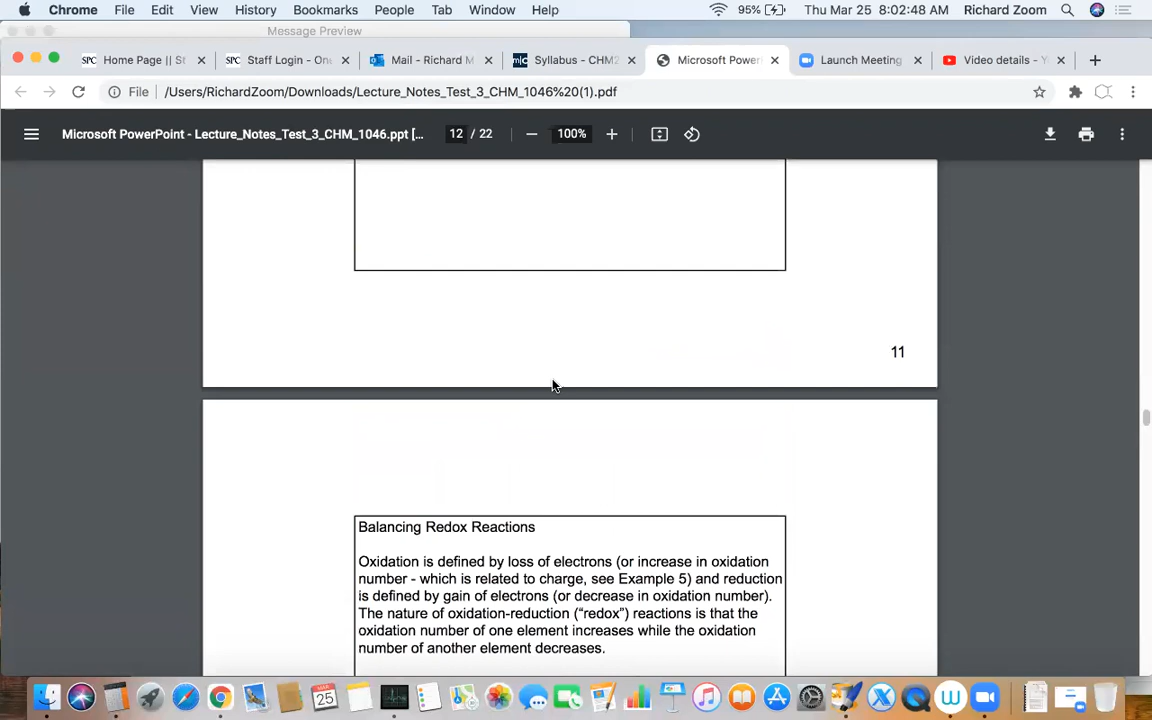 Chrome File Edit View History Bookmarks People Tab Window Help 95% Thu Mar 25 8:02:48 AM Richard Zoom
Message Preview
SPC Home Page || St SPC Staff Login - One Mail - Richard M m|c Syllabus - CHM2 Microsoft Power Launch Meeting Video details - Y
File /Users/RichardZoom/Downloads/Lecture_Notes_Test_3_CHM_1046%20(1).pdf
Microsoft PowerPoint - Lecture_Notes_Test_3_CHM_1046.ppt [... 12 / 22 100%
11
Balancing Redox Reactions
Oxidation is defined by loss of electrons (or increase in oxidation
number - which is related to charge, see Example 5) and reduction
is defined by gain of electrons (or decrease in oxidation number).
The nature of oxidation-reduction (“redox”) reactions is that the
oxidation number of one element increases while the oxidation
number of another element decreases.
25